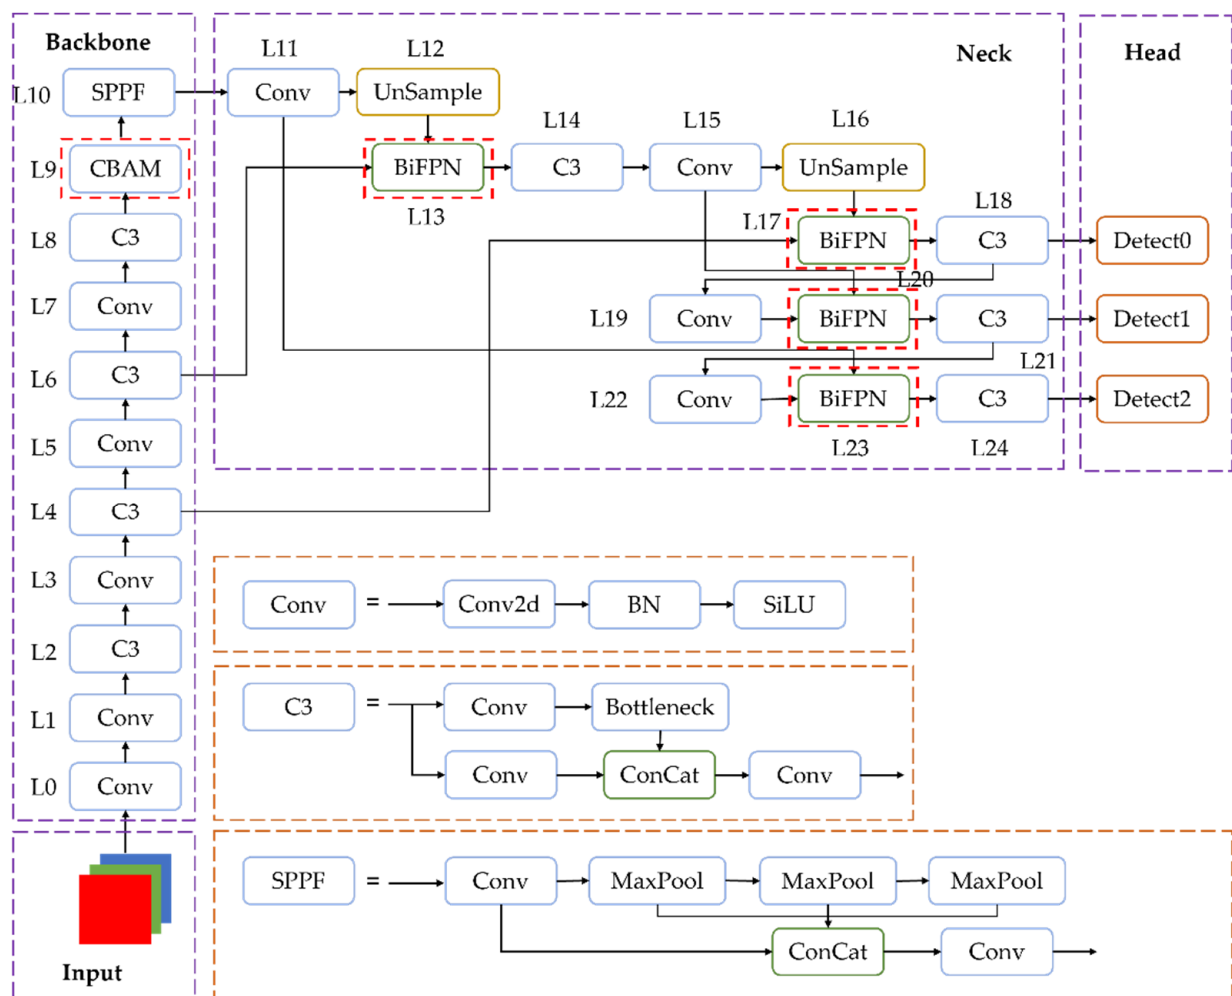 Backbone
L10 SPPF
L9 CBAM
L8 C3
L7 Conv
L6 C3
L5 Conv
L4 C3
L3 Conv
L2 C3
L1 Conv
L0 Conv
Input
Neck
L11 L12
Conv UnSample
L14 L15 L16
BiFPN C3 Conv UnSample
L13
L17 L18
BiFPN C3
L20
L19 Conv BiFPN C3
L21
L22 Conv BiFPN C3
L23 L24
Head
Detect0
Detect1
Detect2
Conv = Conv2d BN SiLU
C3 = Conv Bottleneck
Conv ConCat Conv
SPPF = Conv MaxPool MaxPool MaxPool
ConCat Conv